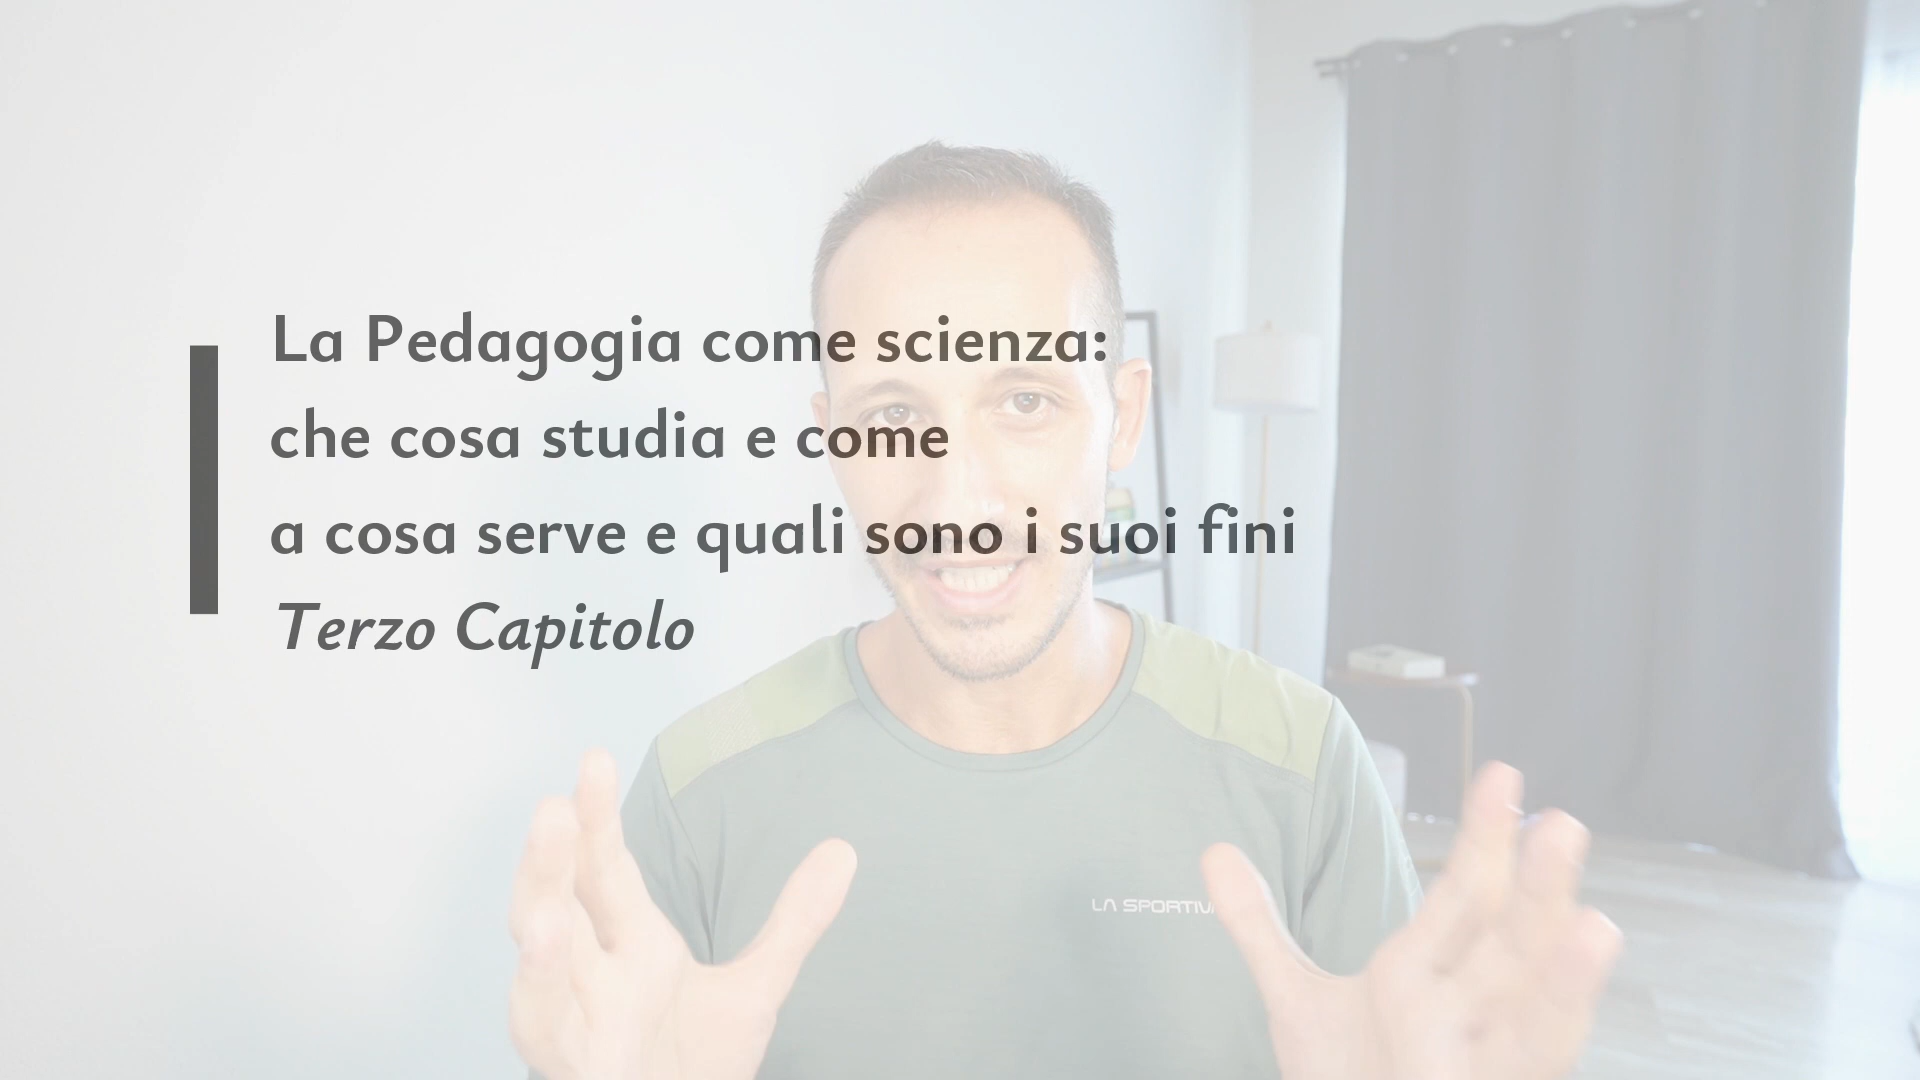 La Pedagogia come scienza:
che cosa studia e come
a cosa serve e quali sono i suoi fini
Terzo Capitolo
LA SPORTIVA